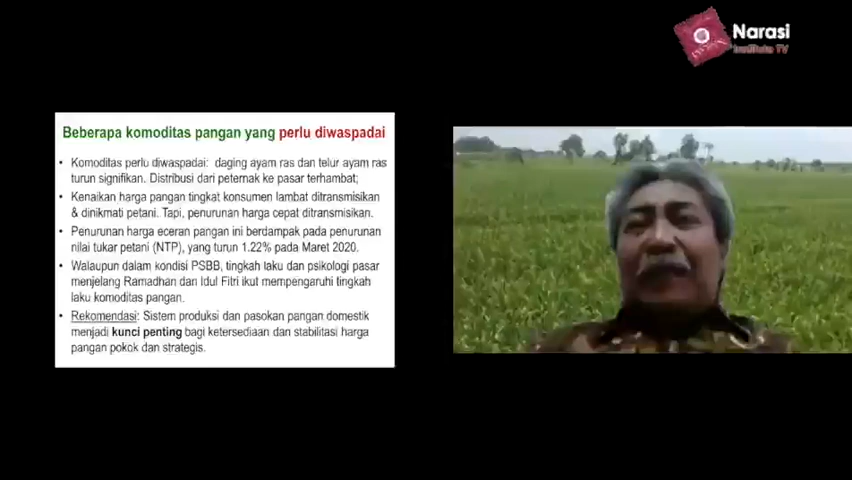 Narasi
Institute TV
Beberapa komoditas pangan yang perlu diwaspadai
• Komoditas perlu diwaspadai: daging ayam ras dan telur ayam ras
turun signifikan. Distribusi dari peternak ke pasar terhambat;
• Kenaikan harga pangan tingkat konsumen lambat ditransmisikan
& dinikmati petani. Tapi, penurunan harga cepat ditransmisikan.
• Penurunan harga eceran pangan ini berdampak pada penurunan
nilai tukar petani (NTP), yang turun 1.22% pada Maret 2020.
• Walaupun dalam kondisi PSBB, tingkah laku dan psikologi pasar
menjelang Ramadhan dan Idul Fitri ikut mempengaruhi tingkah
laku komoditas pangan.
• Rekomendasi: Sistem produksi dan pasokan pangan domestik
menjadi kunci penting bagi ketersediaan dan stabilitasi harga
pangan pokok dan strategis.